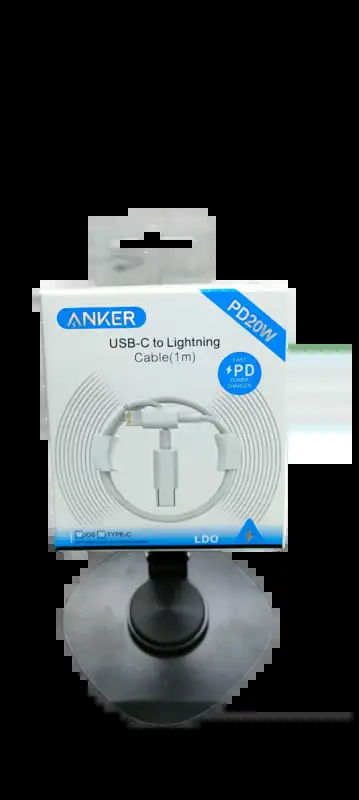 ANKER
PD20W
USB-C to Lightning
Cable(1m)
FAST
PD
POWER
CHARGER
iOS TYPE-C
LDO